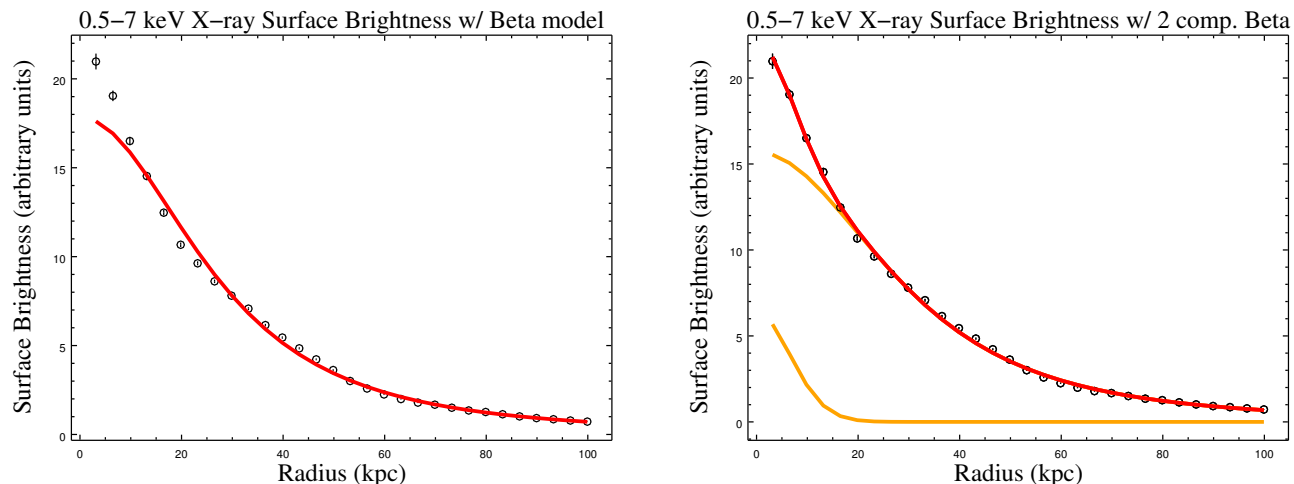 0.5−7 keV X−ray Surface Brightness w/ Beta model
Surface Brightness (arbitrary units)
20
15
10
5
0
0 20 40 60 80 100
Radius (kpc)
0.5−7 keV X−ray Surface Brightness w/ 2 comp. Beta
Surface Brightness (arbitrary units)
20
15
10
5
0
0 20 40 60 80 100
Radius (kpc)